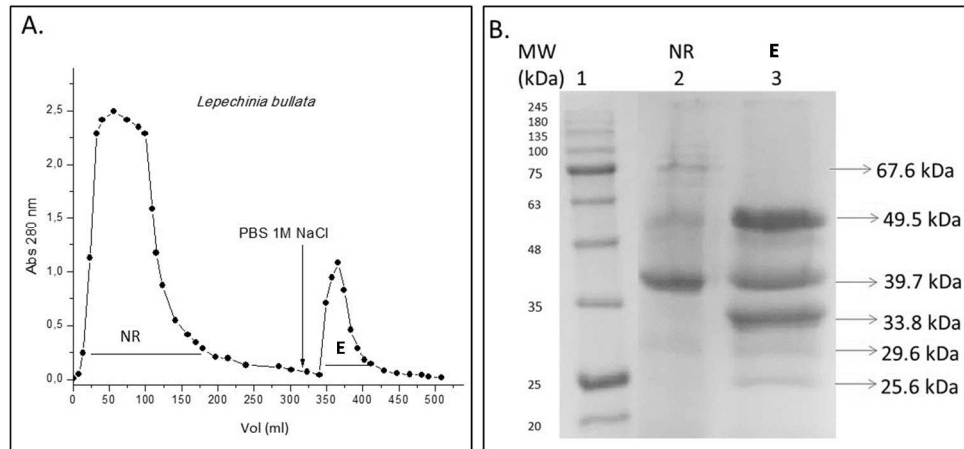 A.
Lepechinia bullata
2,5
2,0
1,5
1,0
0,5
0,0
Abs 280 nm
PBS 1M NaCl
NR
E
0 50 100 150 200 250 300 350 400 450 500
Vol (ml)
B.
MW NR E
(kDa) 1 2 3
245
180
135
100
75
63
48
35
25
20
67.6 kDa
49.5 kDa
39.7 kDa
33.8 kDa
29.6 kDa
25.6 kDa